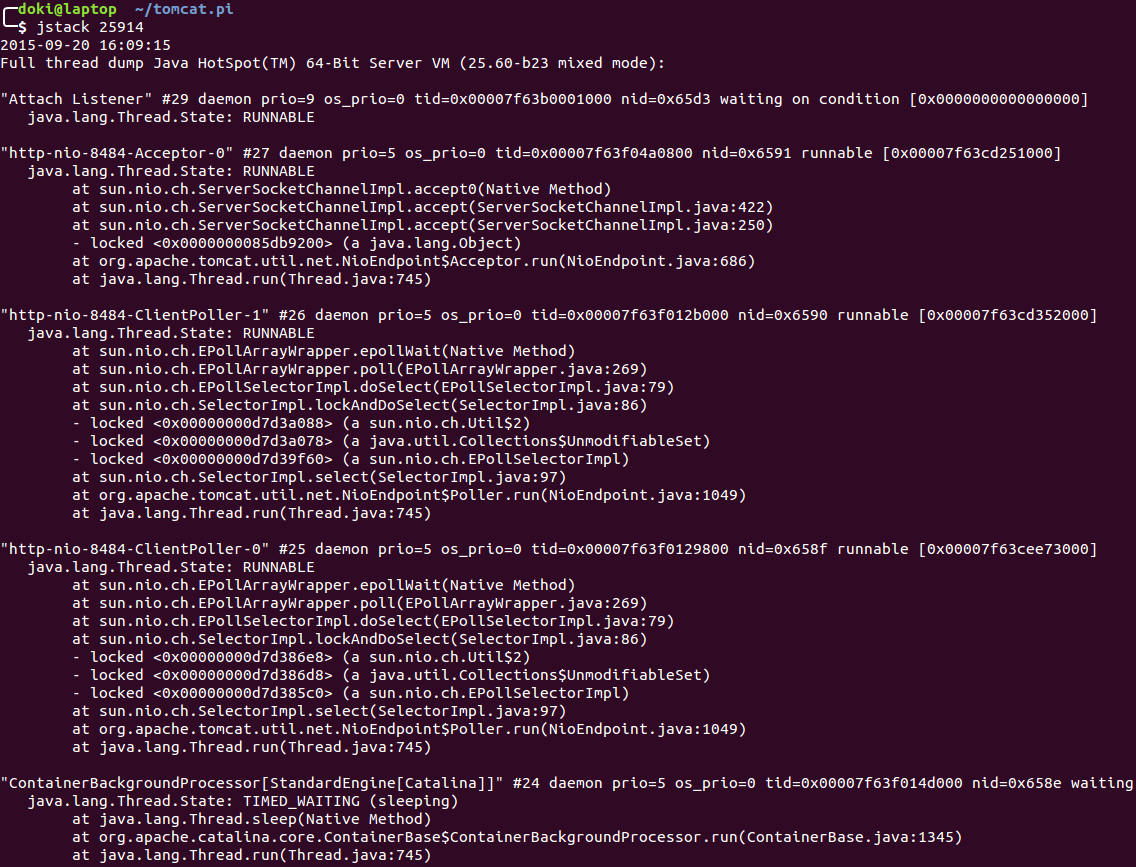 doki@laptop ~/tomcat.pi
$ jstack 25914
2015-09-20 16:09:15
Full thread dump Java HotSpot(TM) 64-Bit Server VM (25.60-b23 mixed mode):

"Attach Listener" #29 daemon prio=9 os_prio=0 tid=0x00007f63b0001000 nid=0x65d3 waiting on condition [0x0000000000000000]
   java.lang.Thread.State: RUNNABLE

"http-nio-8484-Acceptor-0" #27 daemon prio=5 os_prio=0 tid=0x00007f63f04a0800 nid=0x6591 runnable [0x00007f63cd251000]
   java.lang.Thread.State: RUNNABLE
        at sun.nio.ch.ServerSocketChannelImpl.accept0(Native Method)
        at sun.nio.ch.ServerSocketChannelImpl.accept(ServerSocketChannelImpl.java:422)
        at sun.nio.ch.ServerSocketChannelImpl.accept(ServerSocketChannelImpl.java:250)
        - locked <0x0000000085db9200> (a java.lang.Object)
        at org.apache.tomcat.util.net.NioEndpoint$Acceptor.run(NioEndpoint.java:686)
        at java.lang.Thread.run(Thread.java:745)

"http-nio-8484-ClientPoller-1" #26 daemon prio=5 os_prio=0 tid=0x00007f63f012b000 nid=0x6590 runnable [0x00007f63cd352000]
   java.lang.Thread.State: RUNNABLE
        at sun.nio.ch.EPollArrayWrapper.epollWait(Native Method)
        at sun.nio.ch.EPollArrayWrapper.poll(EPollArrayWrapper.java:269)
        at sun.nio.ch.EPollSelectorImpl.doSelect(EPollSelectorImpl.java:79)
        at sun.nio.ch.SelectorImpl.lockAndDoSelect(SelectorImpl.java:86)
        - locked <0x00000000d7d3a088> (a sun.nio.ch.Util$2)
        - locked <0x00000000d7d3a078> (a java.util.Collections$UnmodifiableSet)
        - locked <0x00000000d7d39f60> (a sun.nio.ch.EPollSelectorImpl)
        at sun.nio.ch.SelectorImpl.select(SelectorImpl.java:97)
        at org.apache.tomcat.util.net.NioEndpoint$Poller.run(NioEndpoint.java:1049)
        at java.lang.Thread.run(Thread.java:745)

"http-nio-8484-ClientPoller-0" #25 daemon prio=5 os_prio=0 tid=0x00007f63f0129800 nid=0x658f runnable [0x00007f63cee73000]
   java.lang.Thread.State: RUNNABLE
        at sun.nio.ch.EPollArrayWrapper.epollWait(Native Method)
        at sun.nio.ch.EPollArrayWrapper.poll(EPollArrayWrapper.java:269)
        at sun.nio.ch.EPollSelectorImpl.doSelect(EPollSelectorImpl.java:79)
        at sun.nio.ch.SelectorImpl.lockAndDoSelect(SelectorImpl.java:86)
        - locked <0x00000000d7d386e8> (a sun.nio.ch.Util$2)
        - locked <0x00000000d7d386d8> (a java.util.Collections$UnmodifiableSet)
        - locked <0x00000000d7d385c0> (a sun.nio.ch.EPollSelectorImpl)
        at sun.nio.ch.SelectorImpl.select(SelectorImpl.java:97)
        at org.apache.tomcat.util.net.NioEndpoint$Poller.run(NioEndpoint.java:1049)
        at java.lang.Thread.run(Thread.java:745)

"ContainerBackgroundProcessor[StandardEngine[Catalina]]" #24 daemon prio=5 os_prio=0 tid=0x00007f63f014d000 nid=0x658e waiting
   java.lang.Thread.State: TIMED_WAITING (sleeping)
        at java.lang.Thread.sleep(Native Method)
        at org.apache.catalina.core.ContainerBase$ContainerBackgroundProcessor.run(ContainerBase.java:1345)
        at java.lang.Thread.run(Thread.java:745)